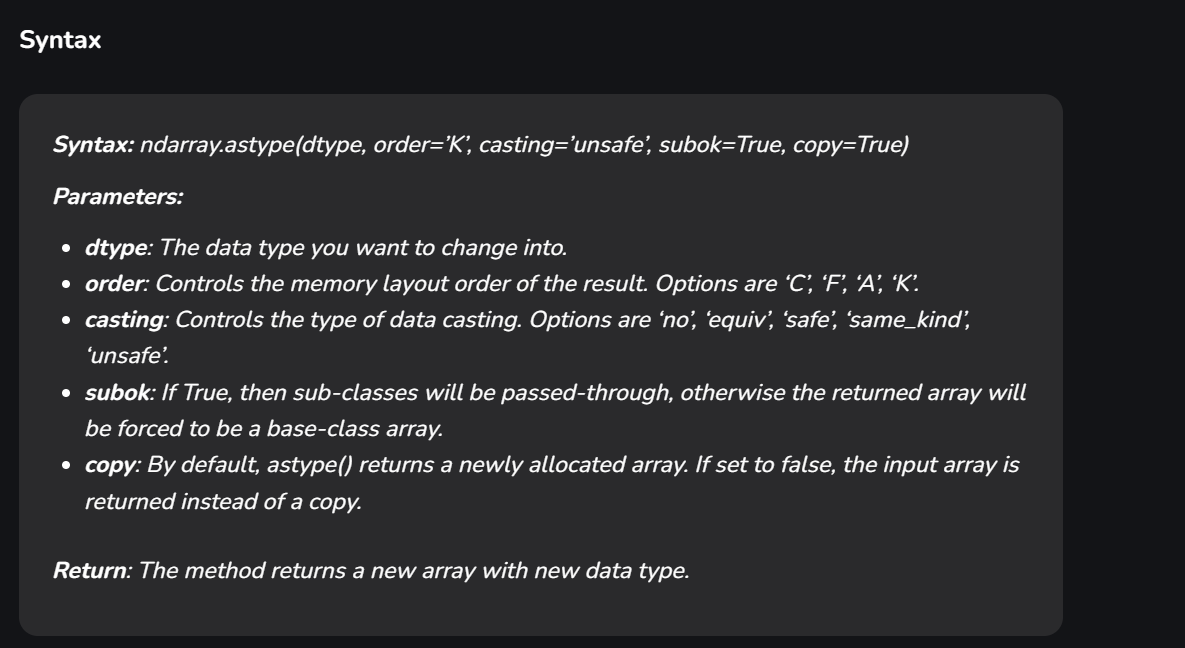 Syntax
Syntax: ndarray.astype(dtype, order=’K’, casting=’unsafe’, subok=True, copy=True)
Parameters:
• dtype: The data type you want to change into.
• order: Controls the memory layout order of the result. Options are ‘C’, ‘F’, ‘A’, ‘K’.
• casting: Controls the type of data casting. Options are ‘no’, ‘equiv’, ‘safe’, ‘same_kind’,
‘unsafe’.
• subok: If True, then sub-classes will be passed-through, otherwise the returned array will
be forced to be a base-class array.
• copy: By default, astype() returns a newly allocated array. If set to false, the input array is
returned instead of a copy.
Return: The method returns a new array with new data type.